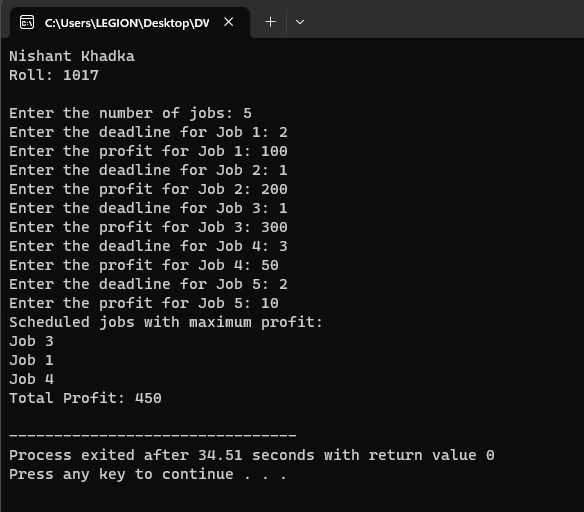 C:\Users\LEGION\Desktop\DW
Nishant Khadka
Roll: 1017
Enter the number of jobs: 5
Enter the deadline for Job 1: 2
Enter the profit for Job 1: 100
Enter the deadline for Job 2: 1
Enter the profit for Job 2: 200
Enter the deadline for Job 3: 1
Enter the profit for Job 3: 300
Enter the deadline for Job 4: 3
Enter the profit for Job 4: 50
Enter the deadline for Job 5: 2
Enter the profit for Job 5: 10
Scheduled jobs with maximum profit:
Job 3
Job 1
Job 4
Total Profit: 450
--------------------------------
Process exited after 34.51 seconds with return value 0
Press any key to continue . . .